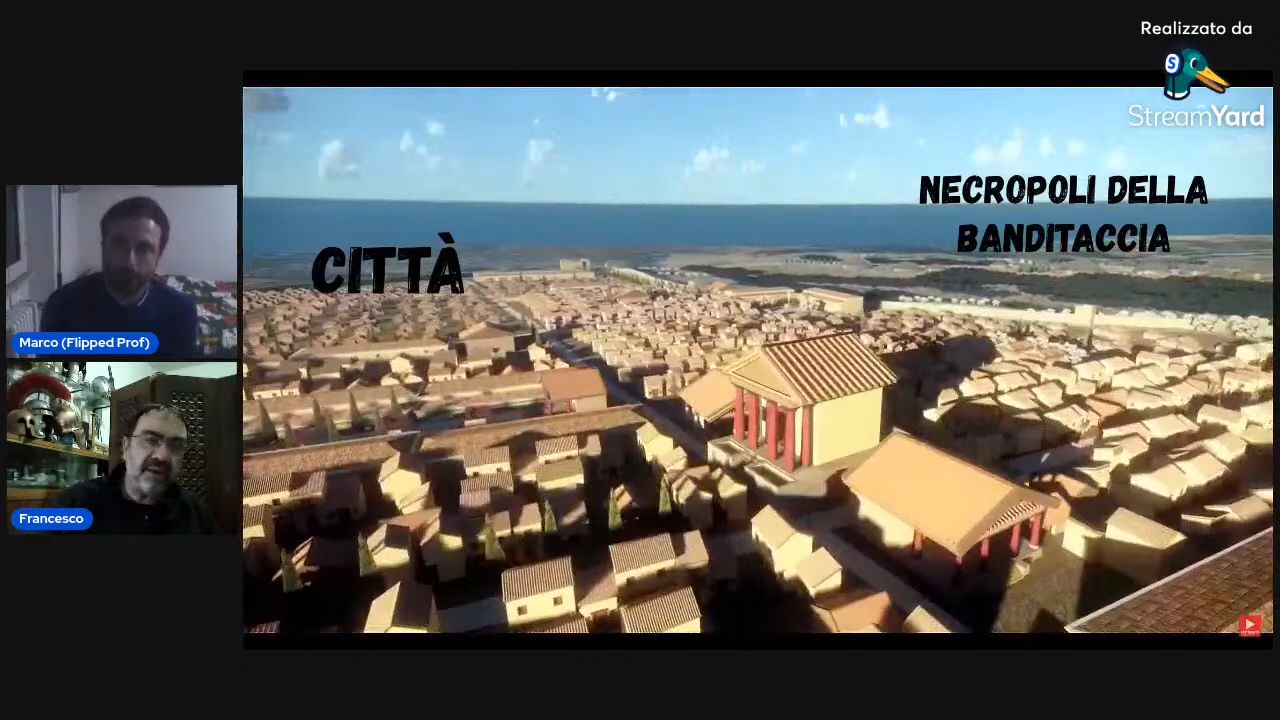 Realizzato da
StreamYard
NECROPOLI DELLA
BANDITACCIA
CITTÀ
Marco (Flipped Prof)
Francesco